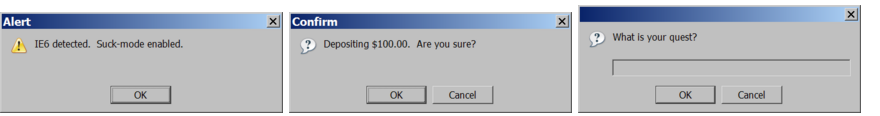 Alert
IE6 detected.  Suck-mode enabled.
OK
Confirm
Depositing $100.00.  Are you sure?
OK Cancel
What is your quest?
OK Cancel